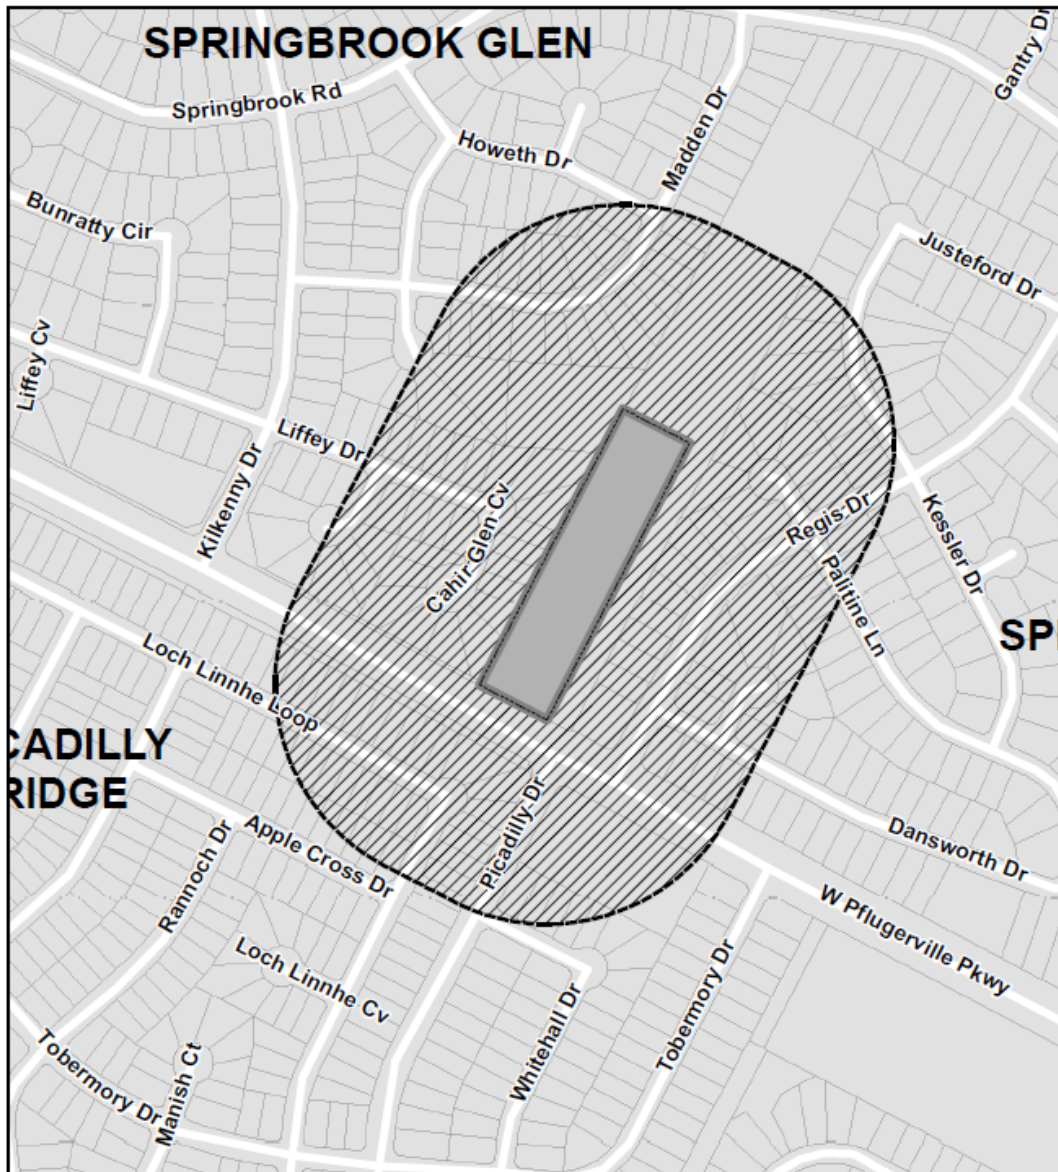 SPRINGBROOK GLEN
Gantry Dr
Springbrook Rd
Madden Dr
Howeth Dr
Bunratty Cir
Justeford Dr
Liffey Cv
Liffey Dr
Kilkenny Dr
Cahir Glen Cv
Regis Dr
Kessler Dr
Palitine Ln
SP
Loch Linnhe Loop
CADILLY
RIDGE
Picadilly Dr
Apple Cross Dr
Rannoch Dr
Dansworth Dr
W Pflugerville Pkwy
Loch Linnhe Cv
Tobermory Dr
Whitehall Dr
Tobermory Dr
Manish Ct